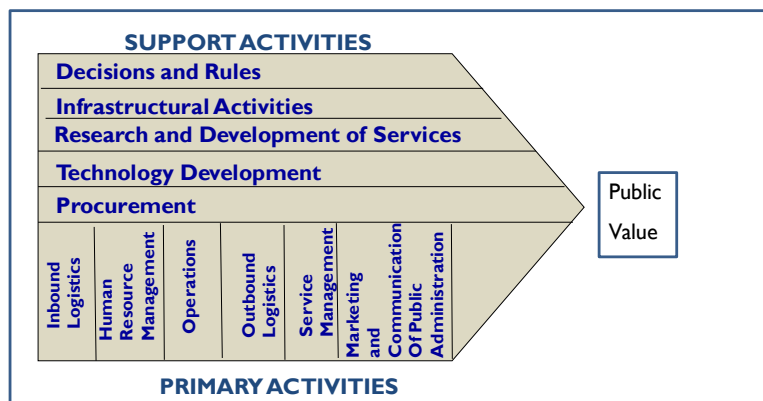 SUPPORT ACTIVITIES
Decisions and Rules
Infrastructural Activities
Research and Development of Services
Technology Development
Procurement
Public
Value
Inbound
Logistics
Human
Resource
Management
Operations
Outbound
Logistics
Service
Management
Marketing
and
Communication
Of Public
Administration
PRIMARY ACTIVITIES